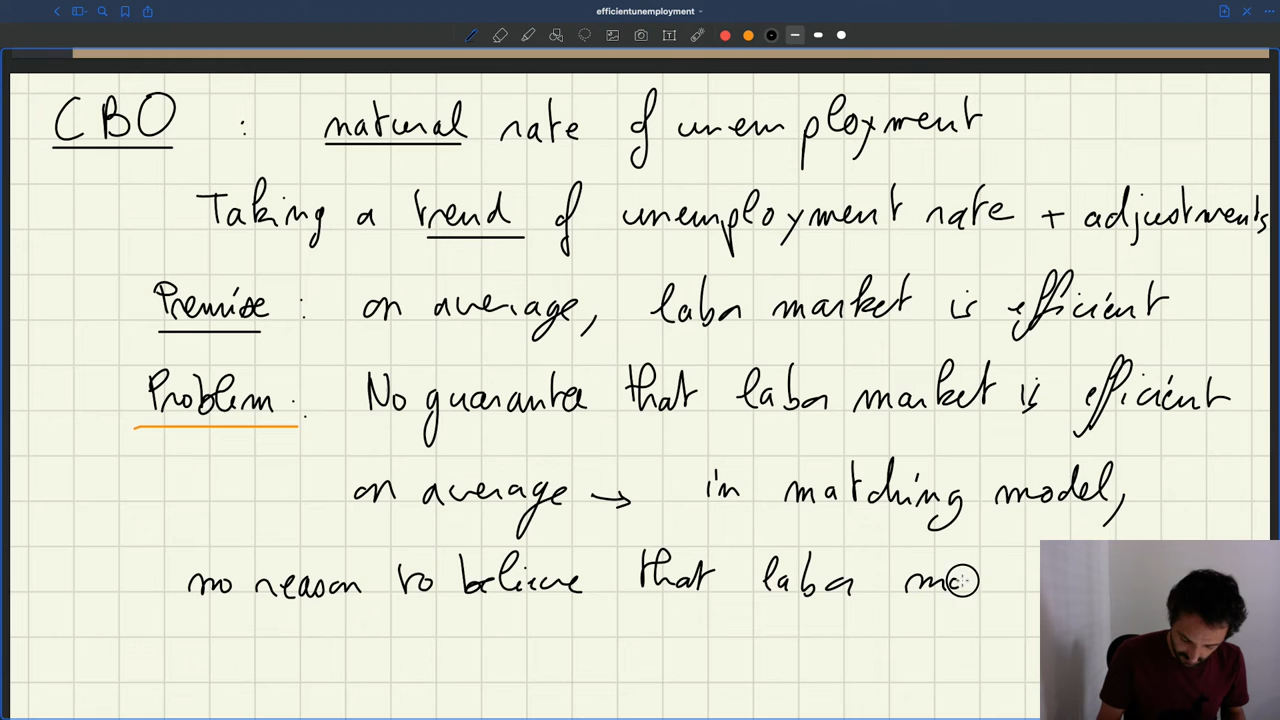 efficientunemployment
CBO : natural rate of unemployment
Taking a trend of unemployment rate + adjustments
Premise : on average, labor market is efficient
Problem : No guarantee that labor market is efficient
on average → in matching model,
no reason to believe that labor ma